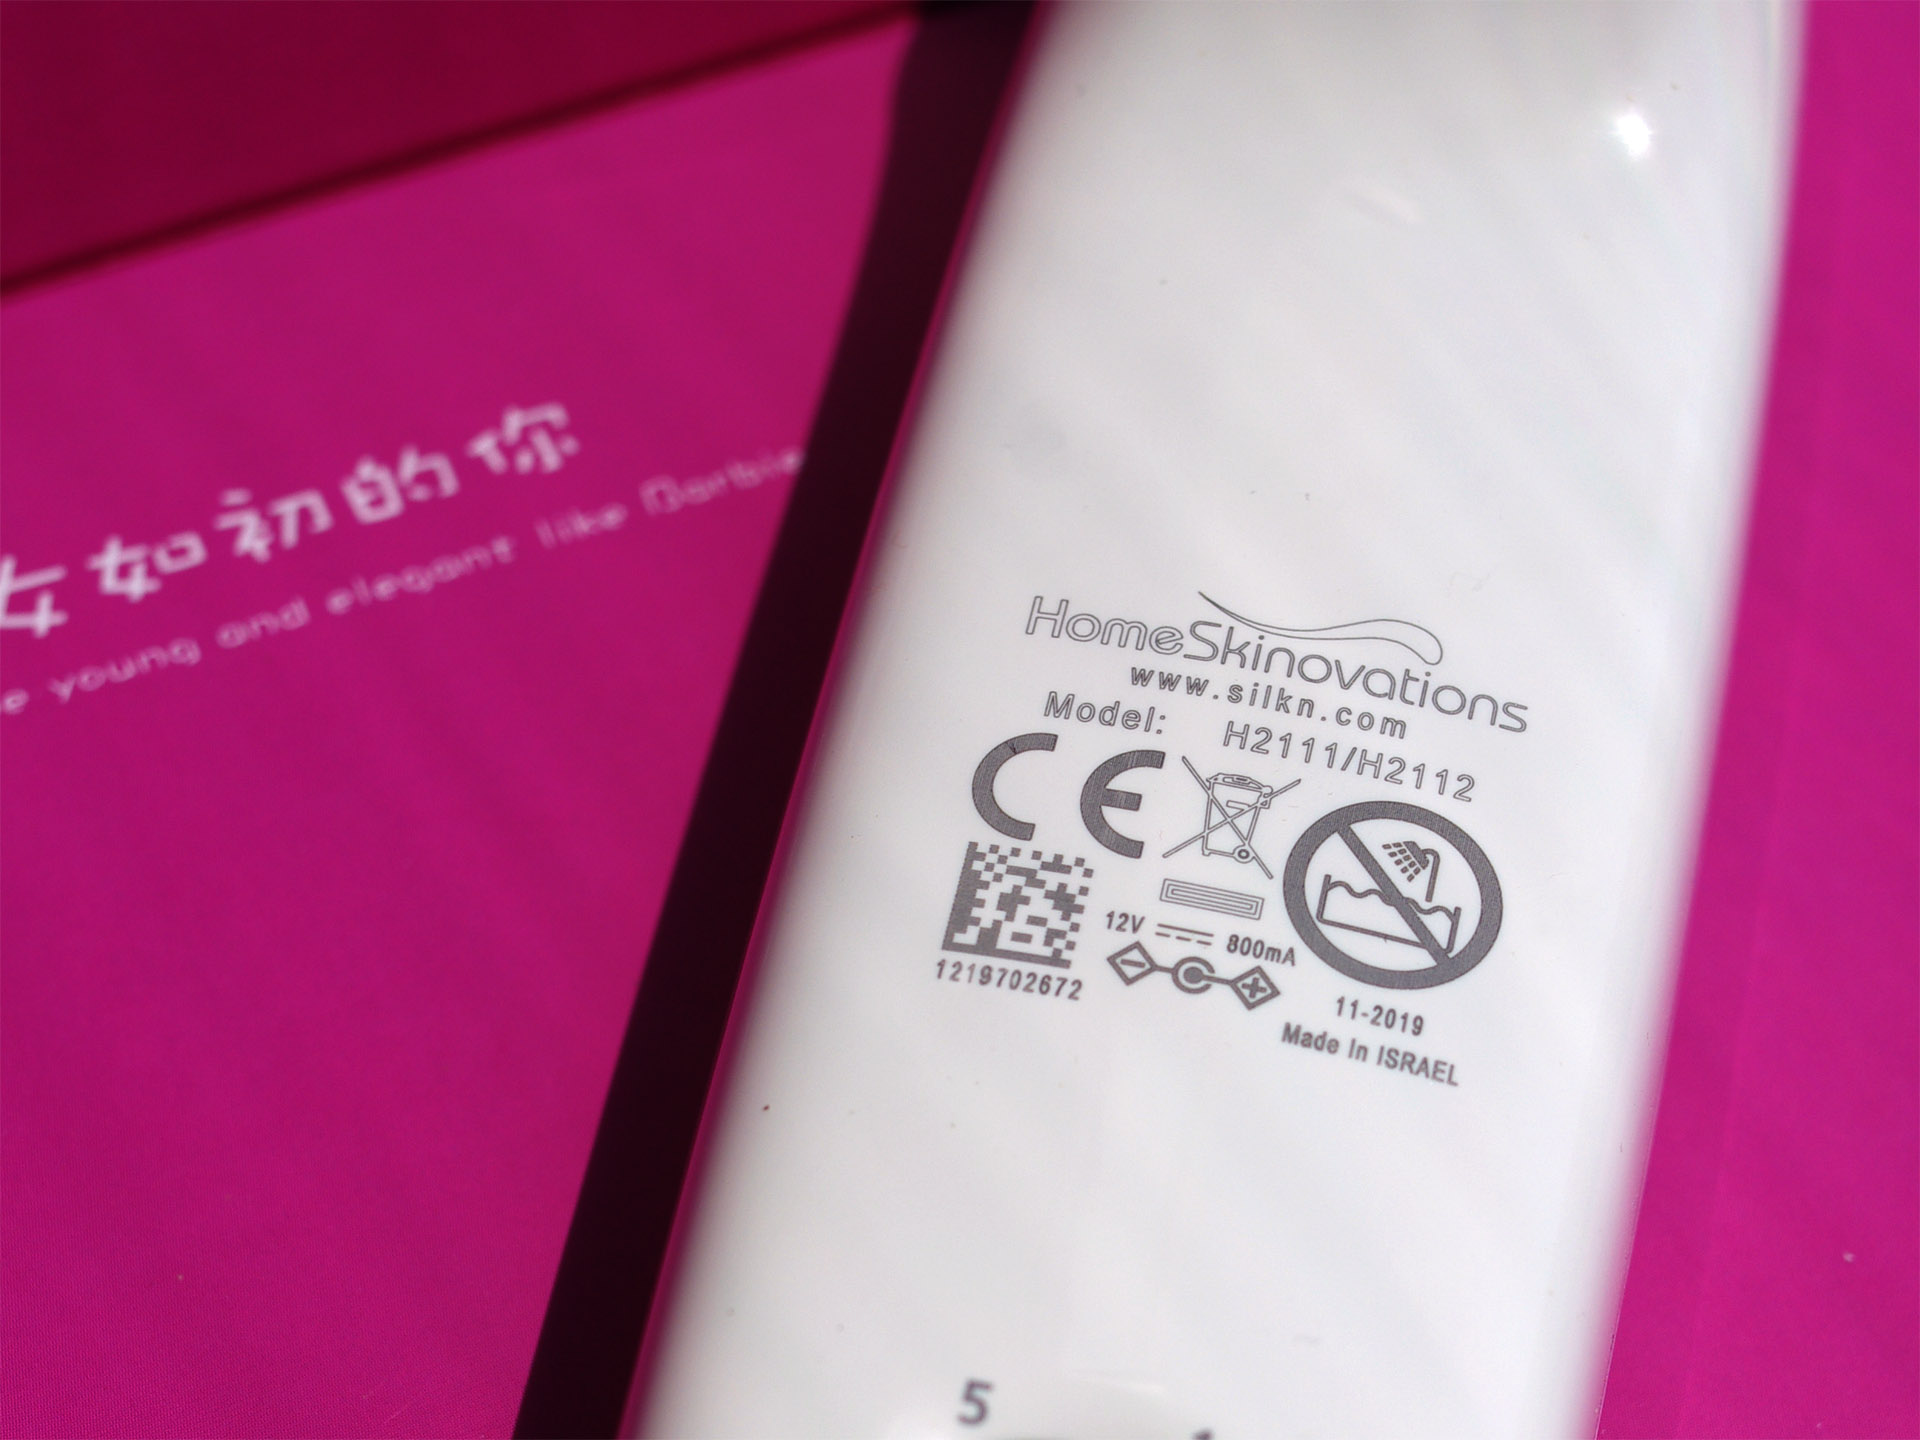 女如初的你
young and elegant like Barbie
HomeSkinovations
www.silkn.com
Model: H2111/H2112
CE
12V 800mA
1219702672
11-2019
Made In ISRAEL
5